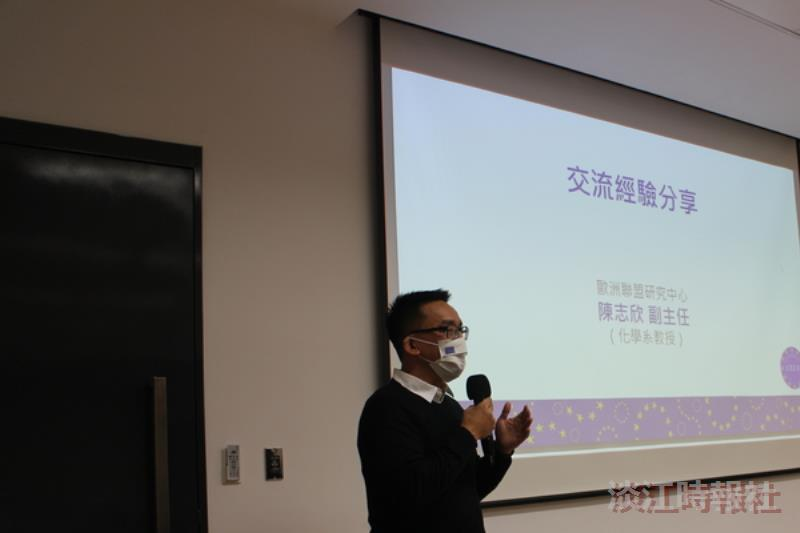 交流經驗分享
歐洲聯盟研究中心
陳志欣 副主任
(化學系教授)
淡江時報社